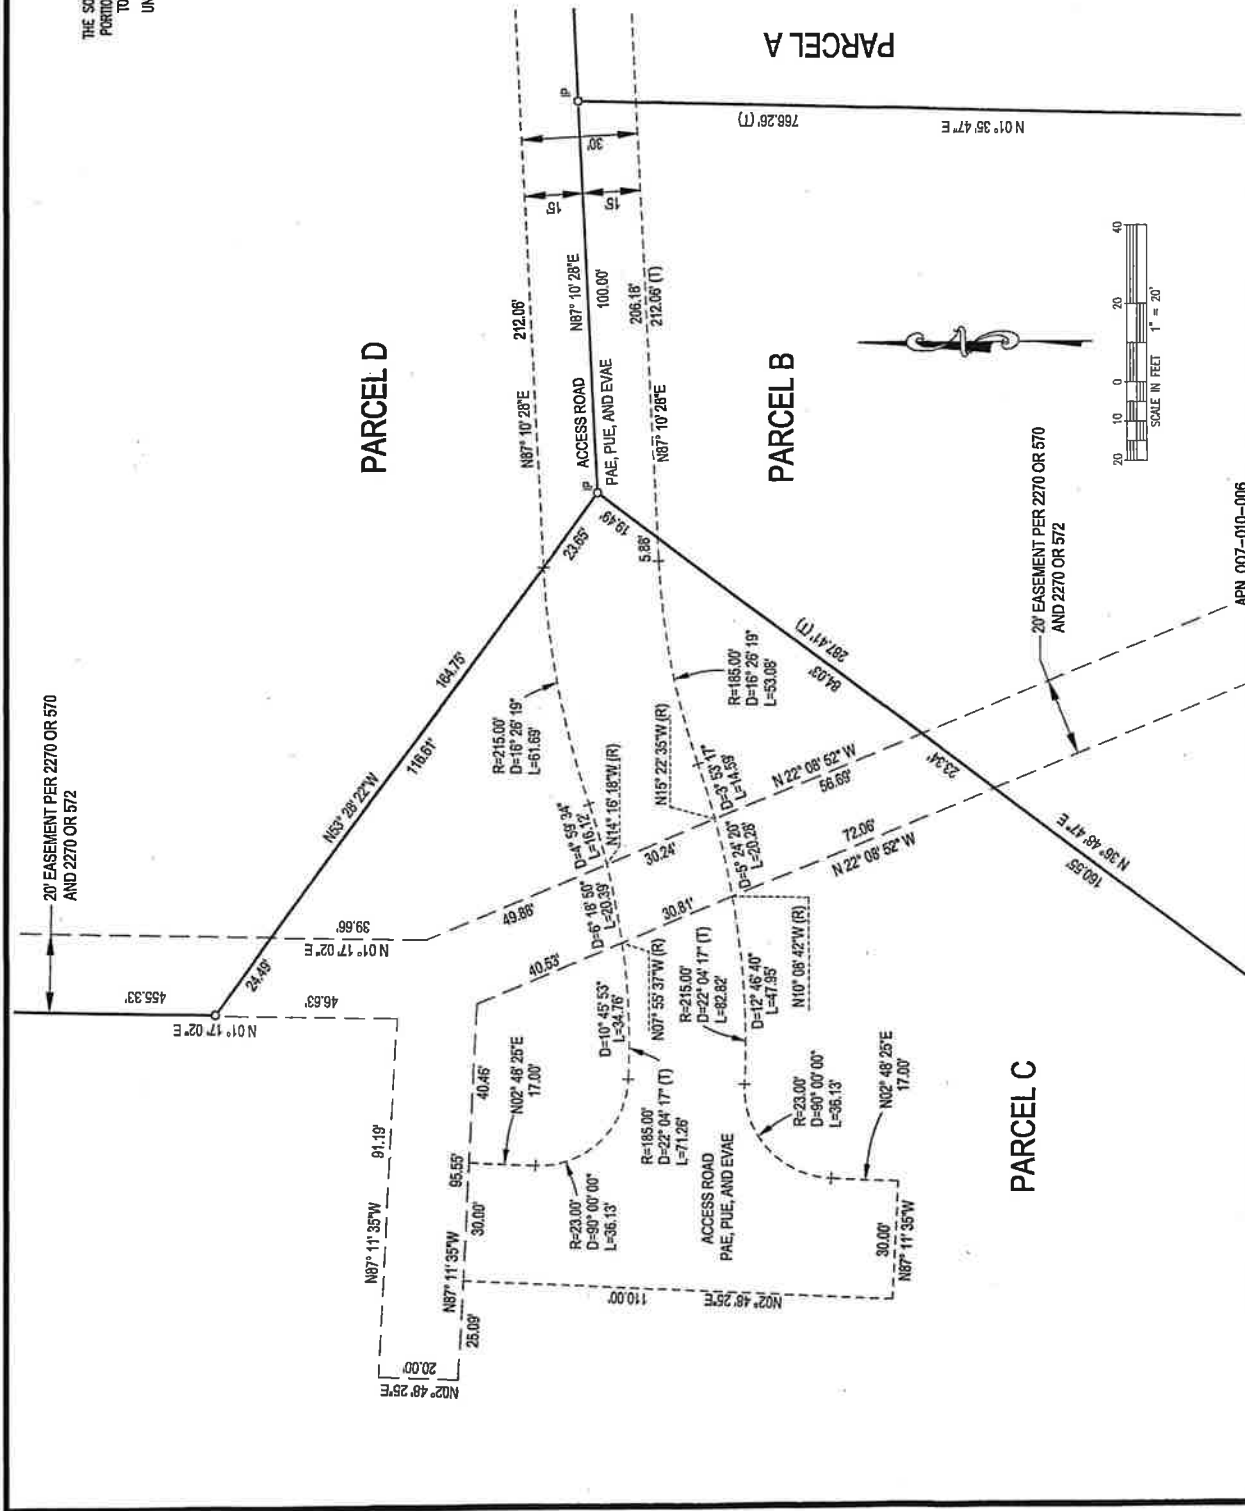 THE SO
PORTIO
TO
UN
20' EASEMENT PER 2270 OR 570
AND 2270 OR 572
455.33'
N 01° 17' 02" E
24.49'
39.66'
N 01° 17' 02" E
46.63'
N53° 28' 22"W
164.75'
116.61'
23.65'
PARCEL D
N87° 10' 28"E
212.06'
IP
30'
15'
15'
PARCEL A
768.26' (T)
N 01° 35' 47" E
ACCESS ROAD
PAE, PUE, AND EVAE
N87° 10' 28"E
100.00'
IP
19.49'
5.88'
N87° 10' 28"E
206.18'
212.06' (T)
PARCEL B
20 10 0 20 40
SCALE IN FEET 1" = 20'
20' EASEMENT PER 2270 OR 570
AND 2270 OR 572
APN 007-010-006
R=215.00'
D=16° 26' 19"
L=61.69'
D=4° 59' 34"
L=16.12'
N14° 16' 18"W (R)
N15° 22' 35"W (R)
R=185.00'
D=16° 26' 19"
L=53.08'
287.41' (T)
84.03'
D=3° 53' 17"
L=14.59'
N 22° 08' 52" W
56.69'
23.34'
N 36° 48' 47" E
160.55'
49.88'
30.24'
40.53'
30.81'
72.06'
N 22° 08' 52" W
D=6° 18' 50"
L=20.39'
D=5° 24' 20"
L=20.28'
N07° 55' 37"W (R)
N10° 08' 42"W (R)
D=10° 45' 53"
L=34.76'
R=215.00'
D=22° 04' 17" (T)
L=82.82'
D=12° 46' 40"
L=47.95'
R=185.00'
D=22° 04' 17" (T)
L=71.26'
N02° 48' 25"E
17.00'
R=23.00'
D=90° 00' 00"
L=36.13'
R=23.00'
D=90° 00' 00"
L=36.13'
N02° 48' 25"E
17.00'
ACCESS ROAD
PAE, PUE, AND EVAE
PARCEL C
N87° 11' 35"W
91.19'
40.46'
95.55'
30.00'
N87° 11' 35"W
25.09'
20.00'
N02° 48' 25"E
110.00'
N02° 48' 25"E
30.00'
N87° 11' 35"W